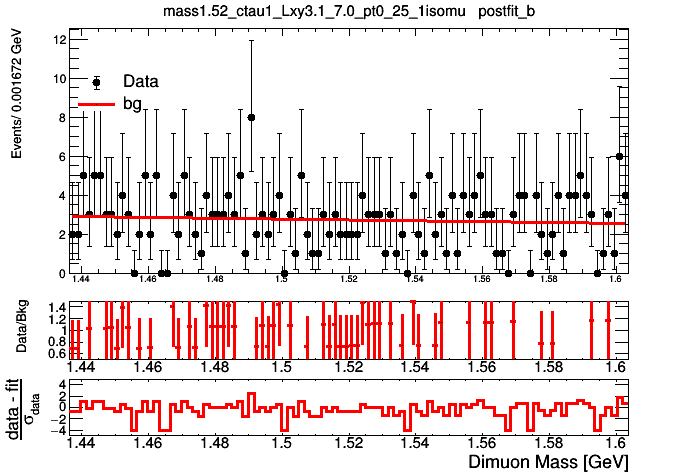 mass1.52_ctau1_Lxy3.1_7.0_pt0_25_1isomu postfit_b
Events/ 0.001672 GeV
12
10
8
6
4
2
0
Data
bg
1.44 1.46 1.48 1.5 1.52 1.54 1.56 1.58 1.6
Data/Bkg
1.4
1.2
1
0.8
0.6
1.44 1.46 1.48 1.5 1.52 1.54 1.56 1.58 1.6
data - fit
σdata
4
2
0
−2
−4
1.44 1.46 1.48 1.5 1.52 1.54 1.56 1.58 1.6
Dimuon Mass [GeV]